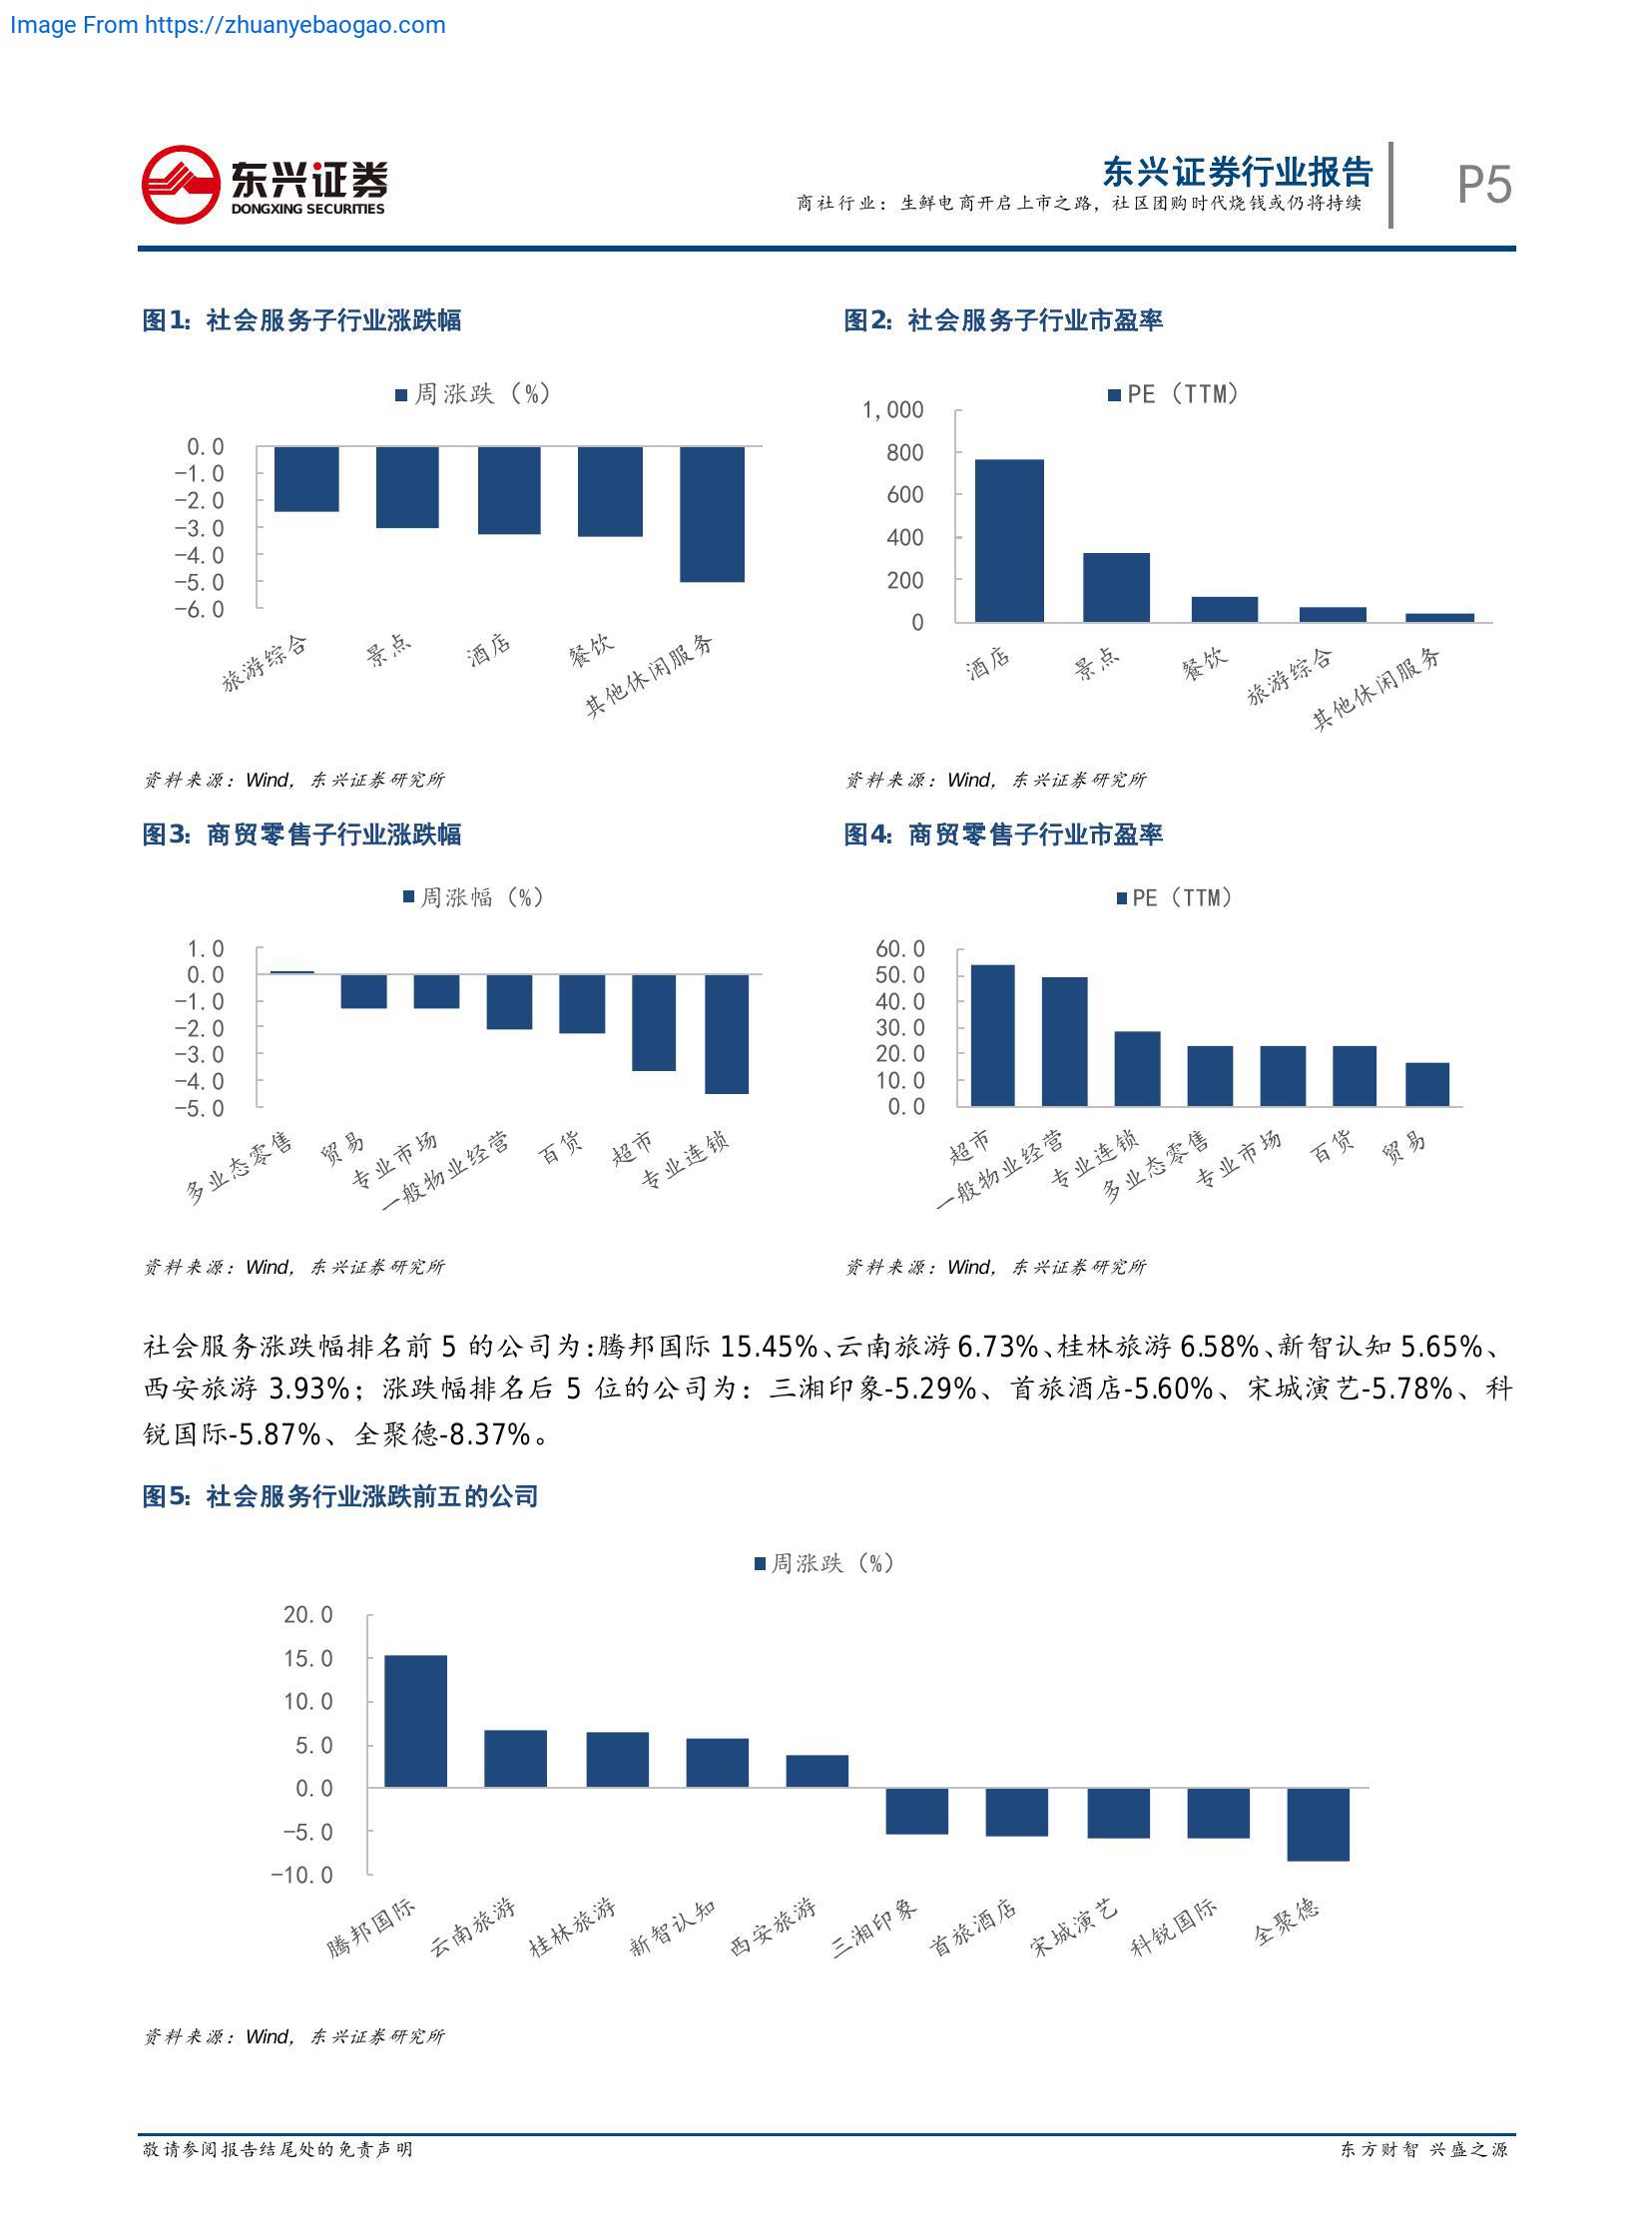 Image From https://zhuanyebaogao.com
东兴证券
DONGXING SECURITIES
东兴证券行业报告
商社行业：生鲜电商开启上市之路，社区团购时代烧钱或仍将持续
P5
图1：社会服务子行业涨跌幅
图2：社会服务子行业市盈率
周涨跌（%）
0.0
-1.0
-2.0
-3.0
-4.0
-5.0
-6.0
旅游综合
景点
酒店
餐饮
其他休闲服务
PE（TTM）
1,000
800
600
400
200
0
酒店
景点
餐饮
旅游综合
其他休闲服务
资料来源：Wind，东兴证券研究所
资料来源：Wind，东兴证券研究所
图3：商贸零售子行业涨跌幅
图4：商贸零售子行业市盈率
周涨幅（%）
1.0
0.0
-1.0
-2.0
-3.0
-4.0
-5.0
多业态零售
贸易
专业市场
一般物业经营
百货
超市
专业连锁
PE（TTM）
60.0
50.0
40.0
30.0
20.0
10.0
0.0
超市
一般物业经营
专业连锁
多业态零售
专业市场
百货
贸易
资料来源：Wind，东兴证券研究所
资料来源：Wind，东兴证券研究所
社会服务涨跌幅排名前 5 的公司为:腾邦国际 15.45%、云南旅游 6.73%、桂林旅游 6.58%、新智认知 5.65%、
西安旅游 3.93%；涨跌幅排名后 5 位的公司为：三湘印象-5.29%、首旅酒店-5.60%、宋城演艺-5.78%、科
锐国际-5.87%、全聚德-8.37%。
图5：社会服务行业涨跌前五的公司
周涨跌（%）
20.0
15.0
10.0
5.0
0.0
-5.0
-10.0
腾邦国际
云南旅游
桂林旅游
新智认知
西安旅游
三湘印象
首旅酒店
宋城演艺
科锐国际
全聚德
资料来源：Wind，东兴证券研究所
敬请参阅报告结尾处的免责声明
东方财智 兴盛之源